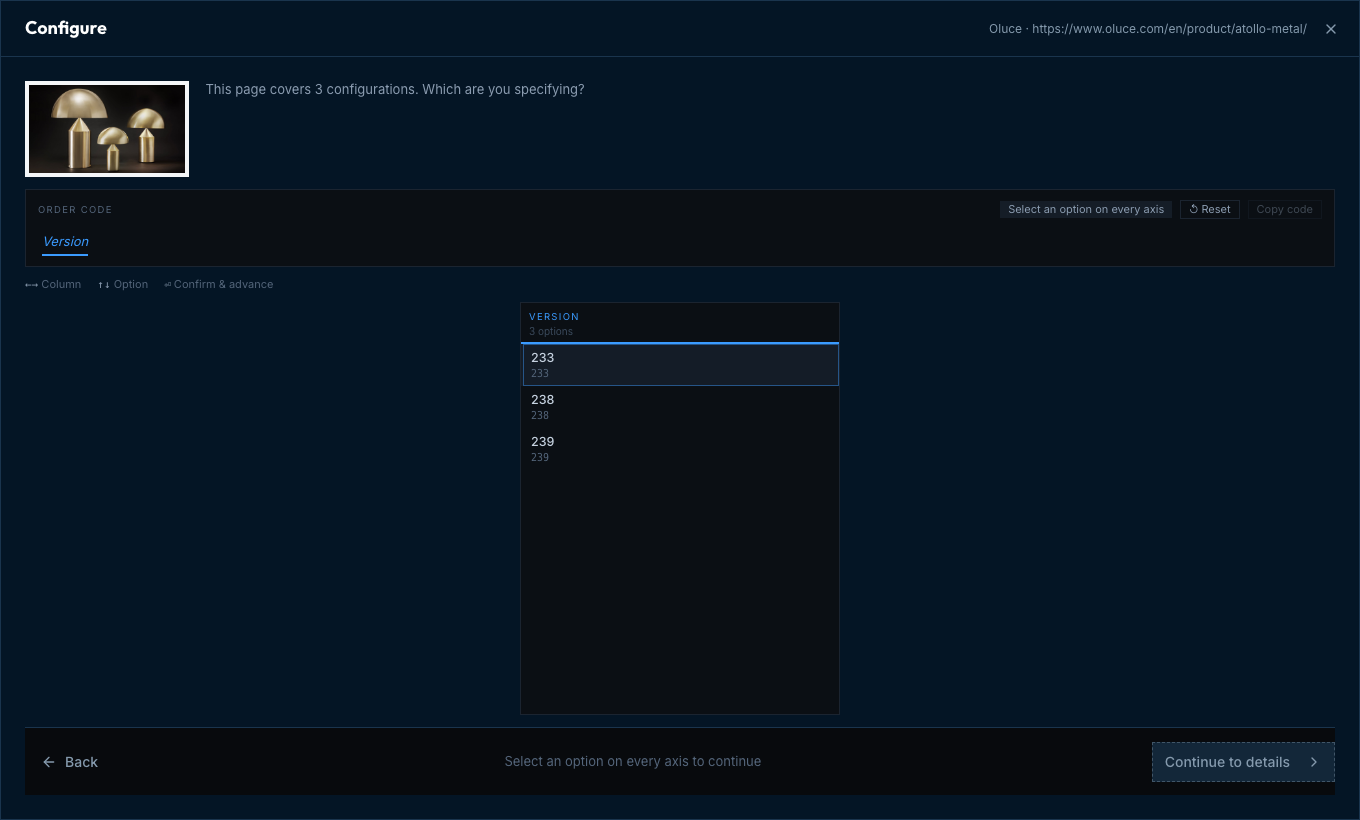 Configure
Oluce · https://www.oluce.com/en/product/atollo-metal/
This page covers 3 configurations. Which are you specifying?
ORDER CODE
Select an option on every axis
Reset
Copy code
Version
←→ Column ↑↓ Option ⏎ Confirm & advance
VERSION
3 options
233
233
238
238
239
239
← Back
Select an option on every axis to continue
Continue to details